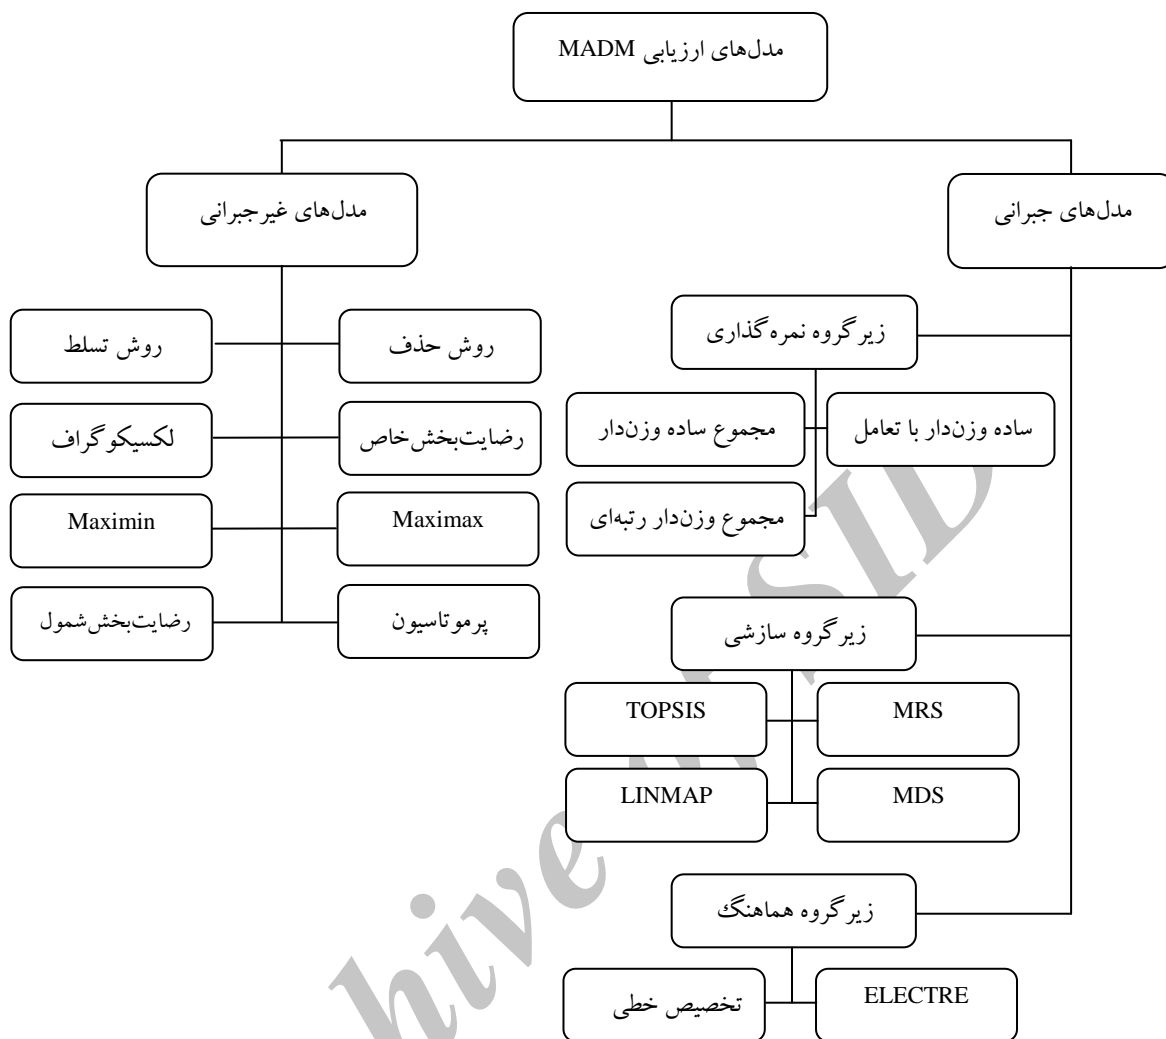 مدل‌های ارزیابی MADM
مدل‌های جبرانی
مدل‌های غیرجبرانی
زیرگروه نمره‌گذاری
ساده وزن‌دار با تعامل
مجموع ساده وزن‌دار
مجموع وزن‌دار رتبه‌ای
زیرگروه سازشی
MRS
TOPSIS
MDS
LINMAP
زیرگروه هماهنگ
ELECTRE
تخصیص خطی
روش حذف
روش تسلط
رضایت‌بخش خاص
لکسیکوگراف
Maximax
Maximin
پرموتاسیون
رضایت‌بخش‌شمول